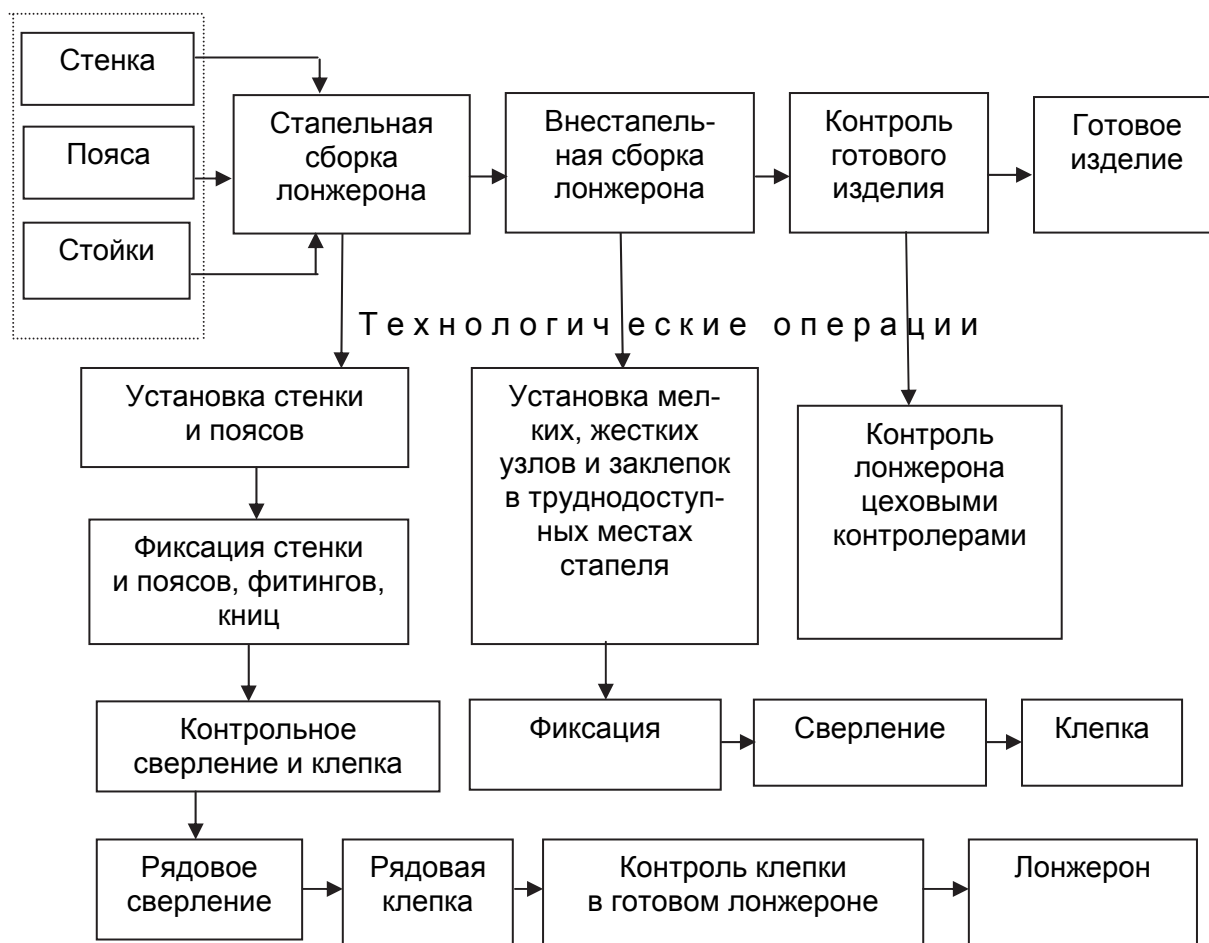 Стенка
Пояса
Стойки
Стапельная
сборка
лонжерона
Внестапель-
ная сборка
лонжерона
Контроль
готового
изделия
Готовое
изделие
Технологические операции
Установка стенки
и поясов
Фиксация стенки
и поясов, фитингов,
книц
Контрольное
сверление и клепка
Установка мел-
ких, жестких
узлов и заклепок
в труднодоступ-
ных местах
стапеля
Контроль
лонжерона
цеховыми
контролерами
Фиксация
Сверление
Клепка
Рядовое
сверление
Рядовая
клепка
Контроль клепки
в готовом лонжероне
Лонжерон